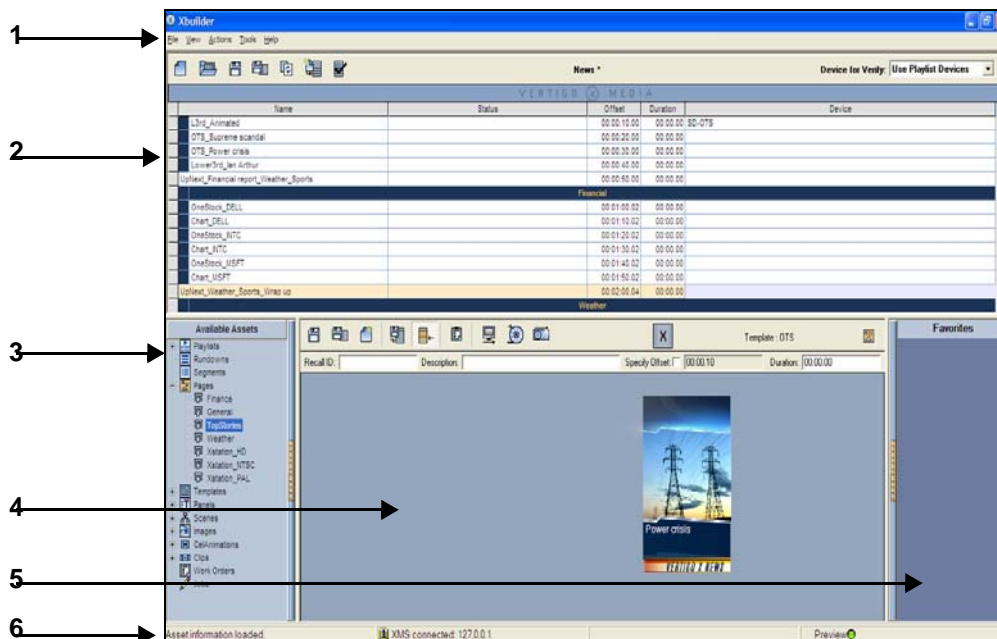 Xbuilder
1
File View Actions Tools Help
News *
Device for Verify: Use Playlist Devices
VERTIGO X MEDIA
Name Status Offset Duration Device
L3rd_Animated 00:00:10.00 00:00.00 SD-OTS
OTS_Supreme scandal 00:00:20.00 00:00.00
2
OTS_Power crisis 00:00:30.00 00:00.00
Lower3rd_Ian Arthur 00:00:40.00 00:00.00
UpNext_Financial report_Weather_Sports 00:00:50.00 00:00.00
Financial
OneStock_DELL 00:01:00.02 00:00.00
Chart_DELL 00:01:10.02 00:00.00
OneStock_INTC 00:01:20.02 00:00.00
Chart_INTC 00:01:30.02 00:00.00
OneStock_MSFT 00:01:40.02 00:00.00
Chart_MSFT 00:01:50.02 00:00.00
UpNext_Weather_Sports_Wrap up 00:02:00.04 00:00.00
Weather
Available Assets
X
Template : OTS
Favorites
3
Playlists
Rundowns
Segments
Pages
Finance
General
TopStories
Weather
Xstation_HD
Xstation_NTSC
Xstation_PAL
Templates
Panels
Scenes
Images
CelAnimations
Clips
Work Orders
Recall ID: Description: Specify Offset: 00:00.10 Duration: 00:00.00
4
Power crisis
VERTIGO X NEWS
5
6
Asset information loaded. XMS connected: 127.0.0.1 Preview